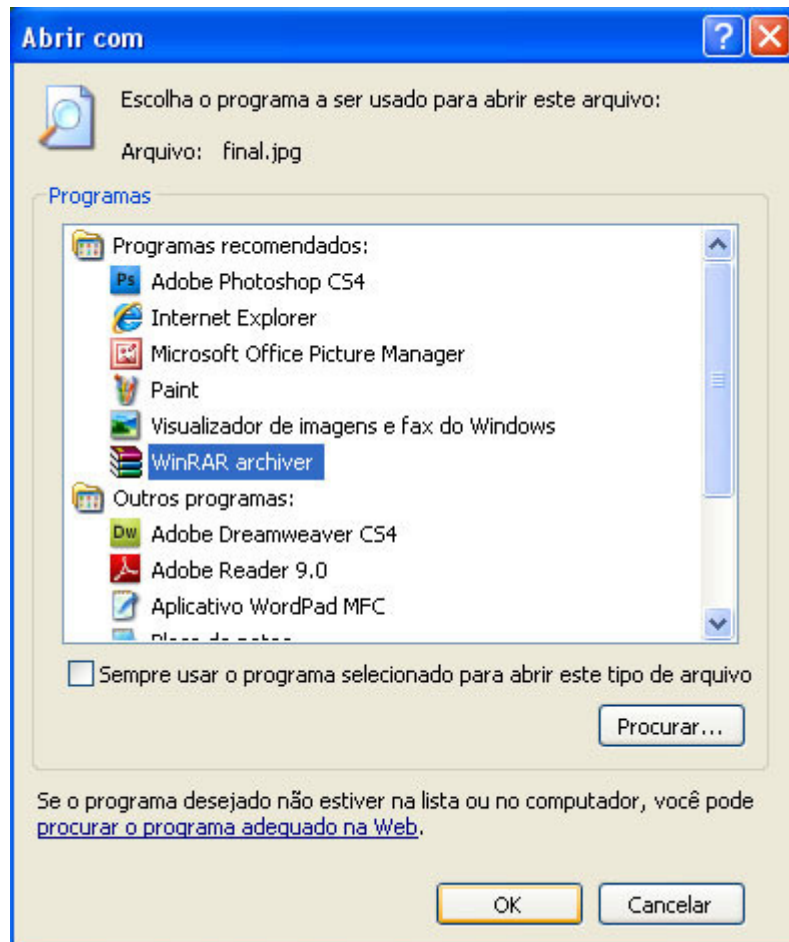 Abrir com
Escolha o programa a ser usado para abrir este arquivo:
Arquivo: final.jpg
Programas
Programas recomendados:
Ps Adobe Photoshop CS4
Internet Explorer
Microsoft Office Picture Manager
Paint
Visualizador de imagens e fax do Windows
WinRAR archiver
Outros programas:
Dw Adobe Dreamweaver CS4
Adobe Reader 9.0
Aplicativo WordPad MFC
Sempre usar o programa selecionado para abrir este tipo de arquivo
Procurar...
Se o programa desejado não estiver na lista ou no computador, você pode
procurar o programa adequado na Web.
OK Cancelar